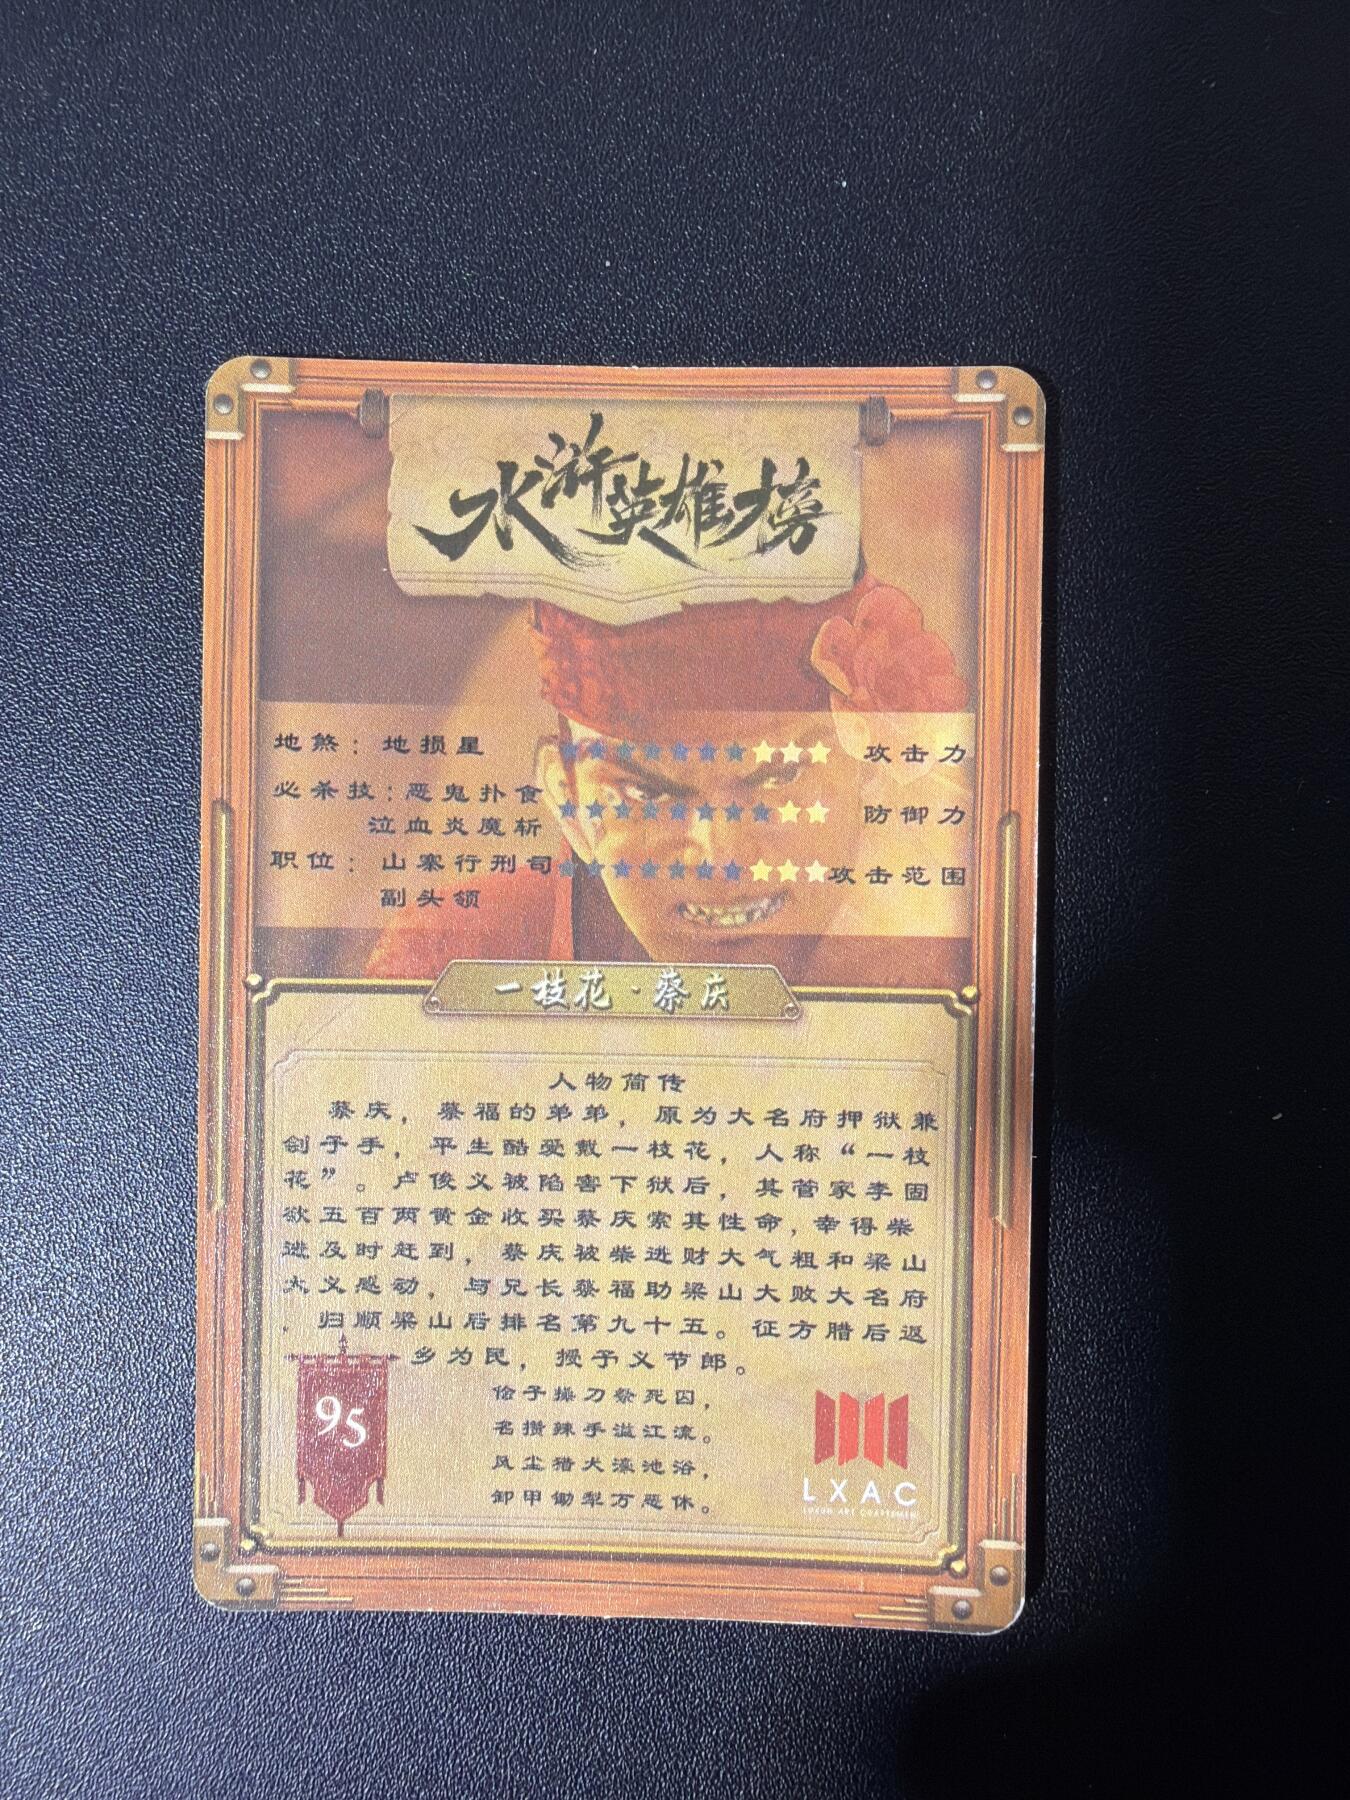 水浒英雄榜
地煞：地损星 ★★★★★★★★★★ 攻击力
必杀技：恶鬼扑食
泣血炎魔斩 ★★★★★★★★★★ 防御力
职位：山寨行刑司 ★★★★★★★★★★ 攻击范围
副头领
一枝花·蔡庆
人物简传
蔡庆，蔡福的弟弟，原为大名府押狱兼
刽子手，平生酷爱戴一枝花，人称“一枝
花”。卢俊义被陷害下狱后，其管家李固
欲五百两黄金收买蔡庆索其性命，幸得柴
进及时赶到，蔡庆被柴进财大气粗和梁山
大义感动，与兄长蔡福助梁山大败大名府
，归顺梁山后排名第九十五。征方腊后返
乡为民，授予义节郎。
95
侩子操刀祭死囚，
名攒辣手溢江流。
风尘猎犬濠池浴，
卸甲锄犁万恶休。
LXAC